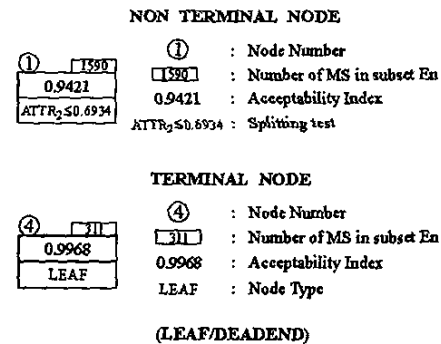 NON TERMINAL NODE
① 1590
0.9421
ATTR₂≤0.6934
① : Node Number
1590 : Number of MS in subset En
0.9421 : Acceptability Index
ATTR₂≤0.6934 : Splitting test
TERMINAL NODE
④ 311
0.9968
LEAF
④ : Node Number
311 : Number of MS in subset En
0.9968 : Acceptability Index
LEAF : Node Type
(LEAF/DEADEND)